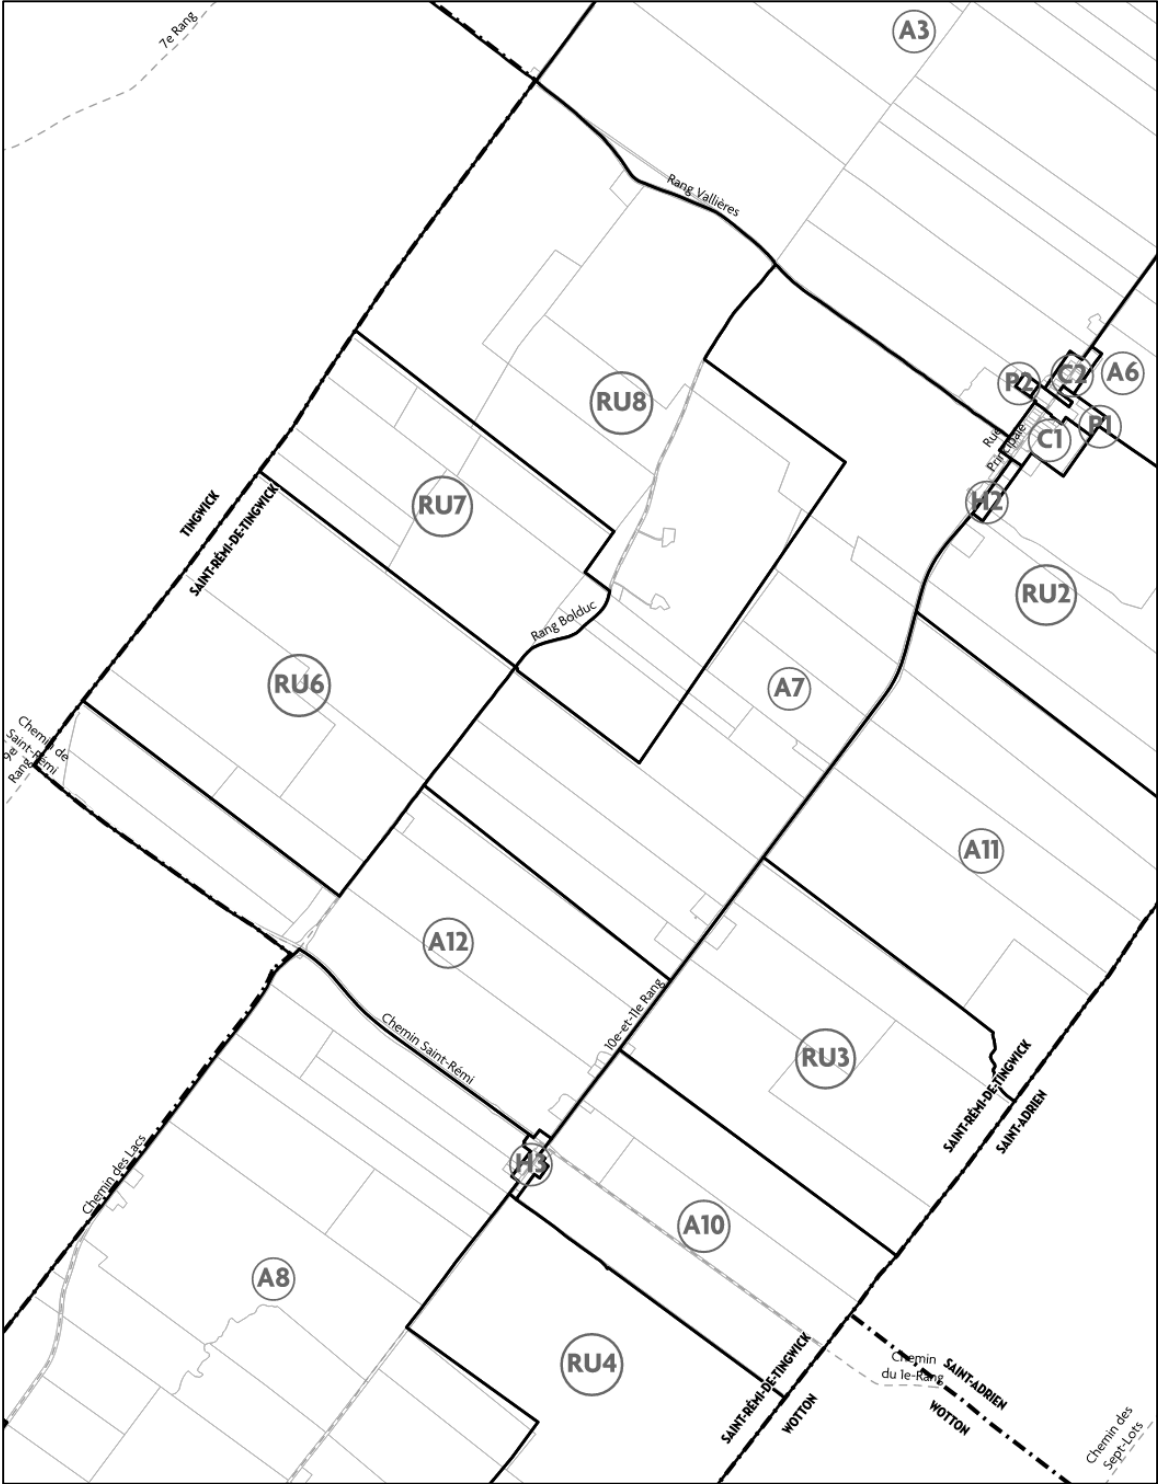 7e Rang
A3
Rang Vallières
P2
C2
A6
P1
C1
Rue
Principale
H2
RU8
RU7
TINGWICK
SAINT-RÉMI-DE-TINGWICK
RU2
Rang Bolduc
RU6
A7
Chemin de
Saint-Rémi
9e
Rang
A11
A12
10e-et-11e Rang
Chemin Saint-Rémi
RU3
SAINT-RÉMI-DE-TINGWICK
SAINT-ADRIEN
Chemin des Lacs
H3
A10
A8
RU4
SAINT-RÉMI-DE-TINGWICK
WOTTON
Chemin
du 1e-Rang
SAINT-ADRIEN
WOTTON
Chemin des
Sept-Lots